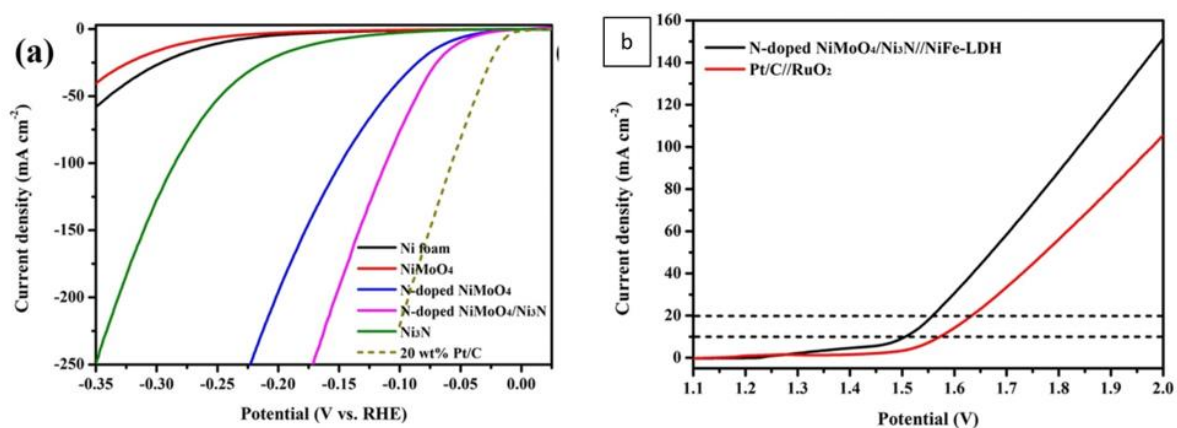 (a)
Current density (mA cm⁻²)
0
-50
-100
-150
-200
-250
Ni foam
NiMoO₄
N-doped NiMoO₄
N-doped NiMoO₄/Ni₃N
Ni₃N
20 wt% Pt/C
-0.35 -0.30 -0.25 -0.20 -0.15 -0.10 -0.05 0.00
Potential (V vs. RHE)
b
Current density (mA cm⁻²)
160
140
120
100
80
60
40
20
0
N-doped NiMoO₄/Ni₃N//NiFe-LDH
Pt/C//RuO₂
1.1 1.2 1.3 1.4 1.5 1.6 1.7 1.8 1.9 2.0
Potential (V)